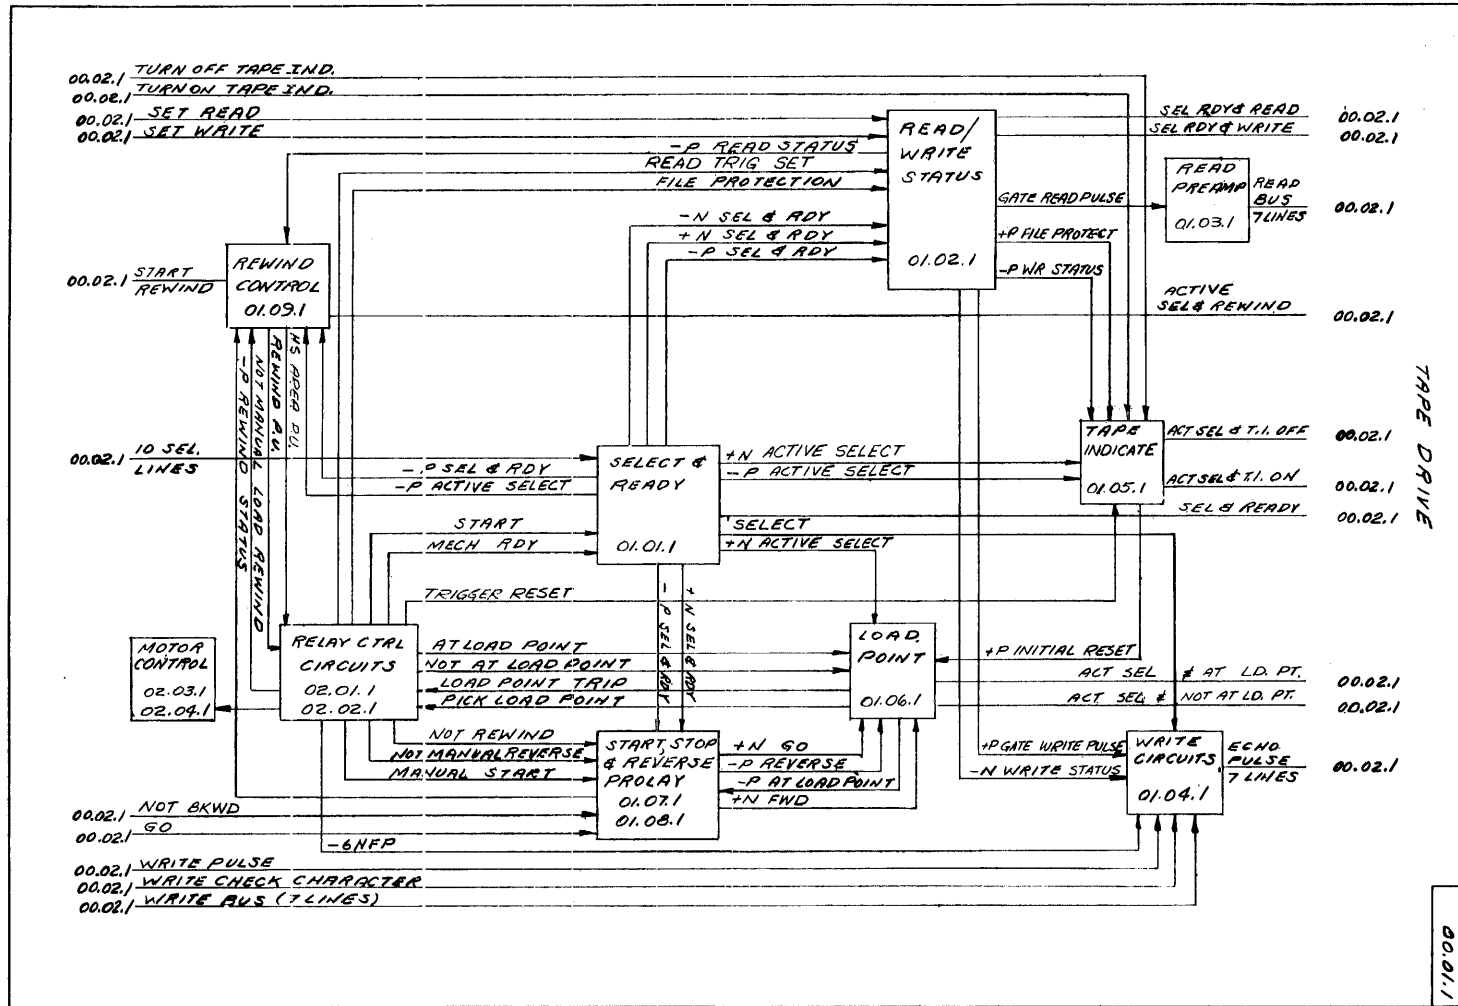 00.02.1 TURN OFF TAPE IND.
00.02.1 TURN ON TAPE IND.
00.02.1 SET READ
00.02.1 SET WRITE
-P READ STATUS
READ TRIG SET
FILE PROTECTION
-N SEL & RDY
+N SEL & RDY
-P SEL & RDY
READ/
WRITE
STATUS
01.02.1
SEL RDY & READ 00.02.1
SEL RDY & WRITE 00.02.1
GATE READ PULSE
READ
PREAMP
01.03.1
READ
BUS
7 LINES
00.02.1
+P FILE PROTECT
-P WR STATUS
00.02.1 START
REWIND
REWIND
CONTROL
01.09.1
ACTIVE
SEL & REWIND 00.02.1
HS APER P.U.
REWIND P.U.
NOT MANUAL LOAD REWIND
-P REWIND STATUS
00.02.1 10 SEL.
LINES
-P SEL & RDY
-P ACTIVE SELECT
START
MECH RDY
SELECT &
READY
01.01.1
+N ACTIVE SELECT
-P ACTIVE SELECT
SELECT
+N ACTIVE SELECT
TAPE
INDICATE
01.05.1
ACT SEL & T.I. OFF 00.02.1
ACT SEL & T.I. ON 00.02.1
SEL & READY 00.02.1
TAPE DRIVE
TRIGGER RESET
- P SEL & RDY
+ N SEL & RDY
MOTOR
CONTROL
02.03.1
02.04.1
RELAY CTRL
CIRCUITS
02.01.1
02.02.1
AT LOAD POINT
NOT AT LOAD POINT
LOAD POINT TRIP
PICK LOAD POINT
LOAD
POINT
01.06.1
+P INITIAL RESET
ACT SEL & AT LD. PT. 00.02.1
ACT SEL & NOT AT LD. PT. 00.02.1
NOT REWIND
NOT MANUAL REVERSE
MANUAL START
START, STOP
& REVERSE
PROLAY
01.07.1
01.08.1
+N GO
-P REVERSE
-P AT LOAD POINT
+N FWD
+P GATE WRITE PULSE
-N WRITE STATUS
WRITE
CIRCUITS
01.04.1
ECHO
PULSE
7 LINES
00.02.1
00.02.1 NOT BKWD
00.02.1 GO
-6NFP
00.02.1 WRITE PULSE
00.02.1 WRITE CHECK CHARACTER
00.02.1 WRITE BUS (7 LINES)
00.01.1